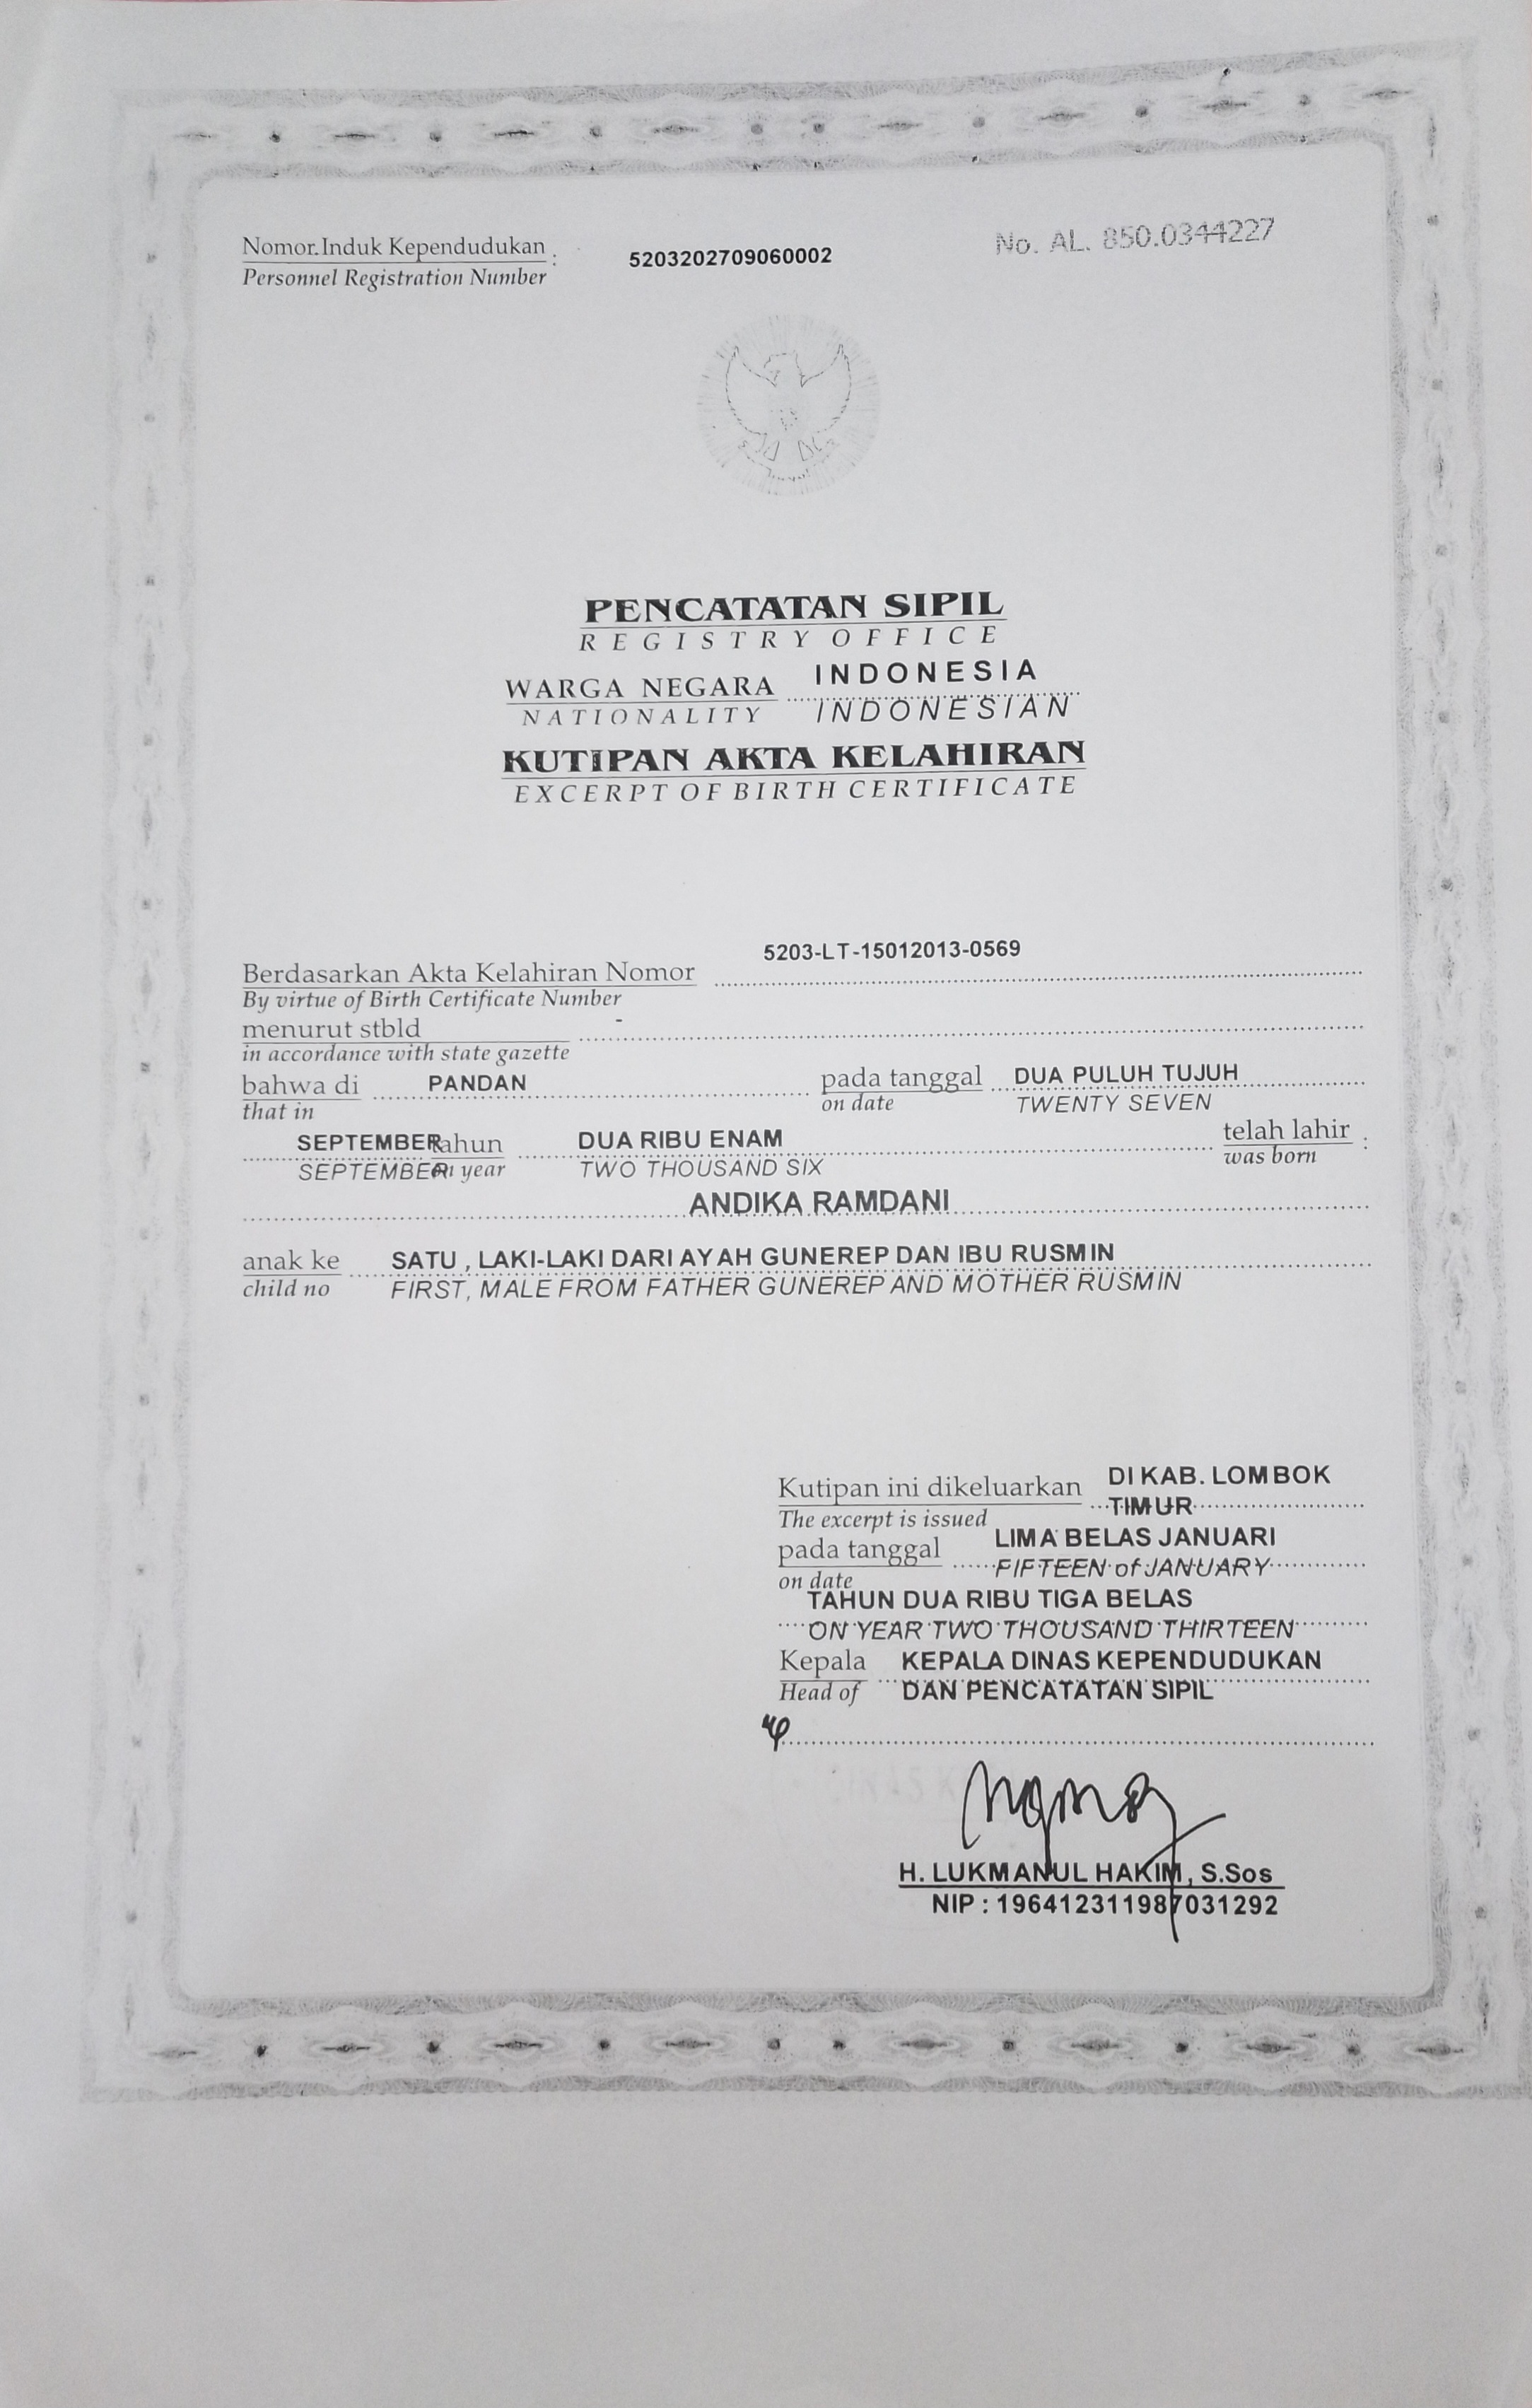 Nomor.Induk Kependudukan : 5203202709060002 No. AL. 850.0344227
Personnel Registration Number
PENCATATAN SIPIL
REGISTRY OFFICE
WARGA NEGARA INDONESIA
NATIONALITY INDONESIAN
KUTIPAN AKTA KELAHIRAN
EXCERPT OF BIRTH CERTIFICATE
Berdasarkan Akta Kelahiran Nomor 5203-LT-15012013-0569
By virtue of Birth Certificate Number
menurut stbld -
in accordance with state gazette
bahwa di PANDAN pada tanggal DUA PULUH TUJUH
that in on date TWENTY SEVEN
SEPTEMBER tahun DUA RIBU ENAM telah lahir :
SEPTEMBER on year TWO THOUSAND SIX was born
ANDIKA RAMDANI
anak ke SATU , LAKI-LAKI DARI AYAH GUNEREP DAN IBU RUSMIN
child no FIRST, MALE FROM FATHER GUNEREP AND MOTHER RUSMIN
Kutipan ini dikeluarkan DI KAB. LOMBOK
The excerpt is issued TIMUR
pada tanggal LIMA BELAS JANUARI
on date FIFTEEN of JANUARY
TAHUN DUA RIBU TIGA BELAS
ON YEAR TWO THOUSAND THIRTEEN
Kepala KEPALA DINAS KEPENDUDUKAN
Head of DAN PENCATATAN SIPIL
H. LUKMANUL HAKIM, S.Sos
NIP : 196412311987031292